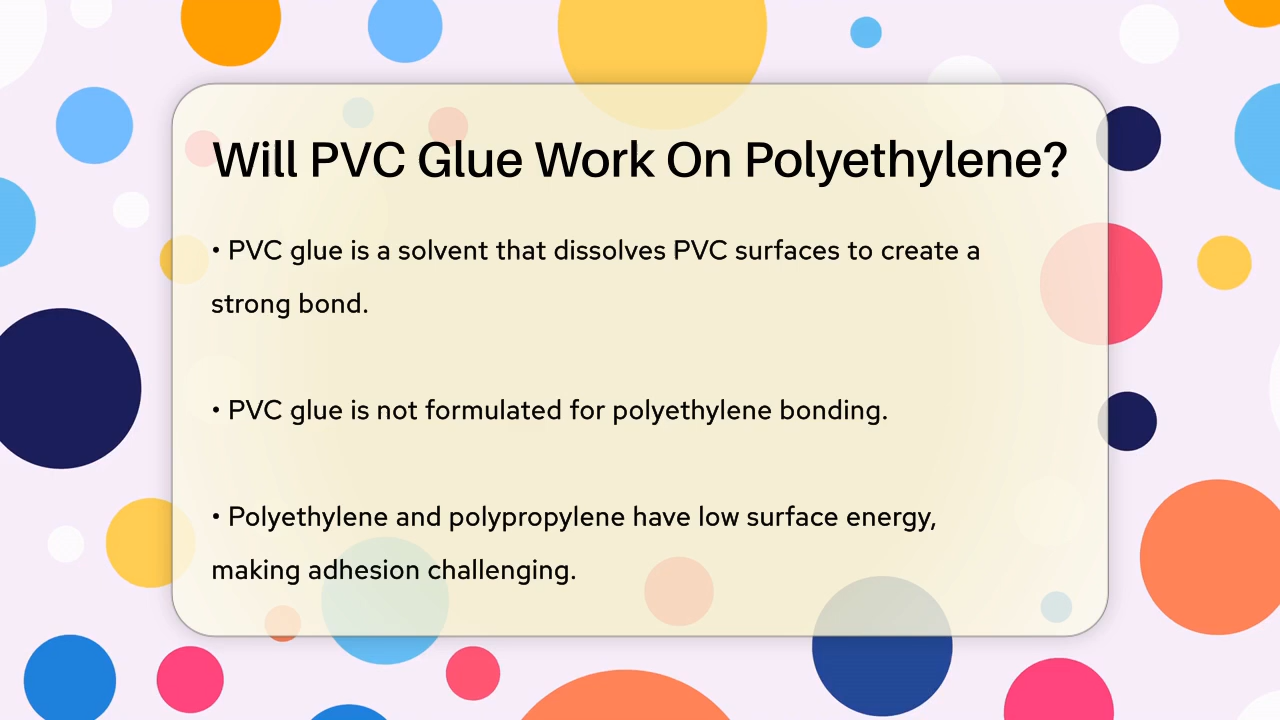 Will PVC Glue Work On Polyethylene?
• PVC glue is a solvent that dissolves PVC surfaces to create a
strong bond.
• PVC glue is not formulated for polyethylene bonding.
• Polyethylene and polypropylene have low surface energy,
making adhesion challenging.